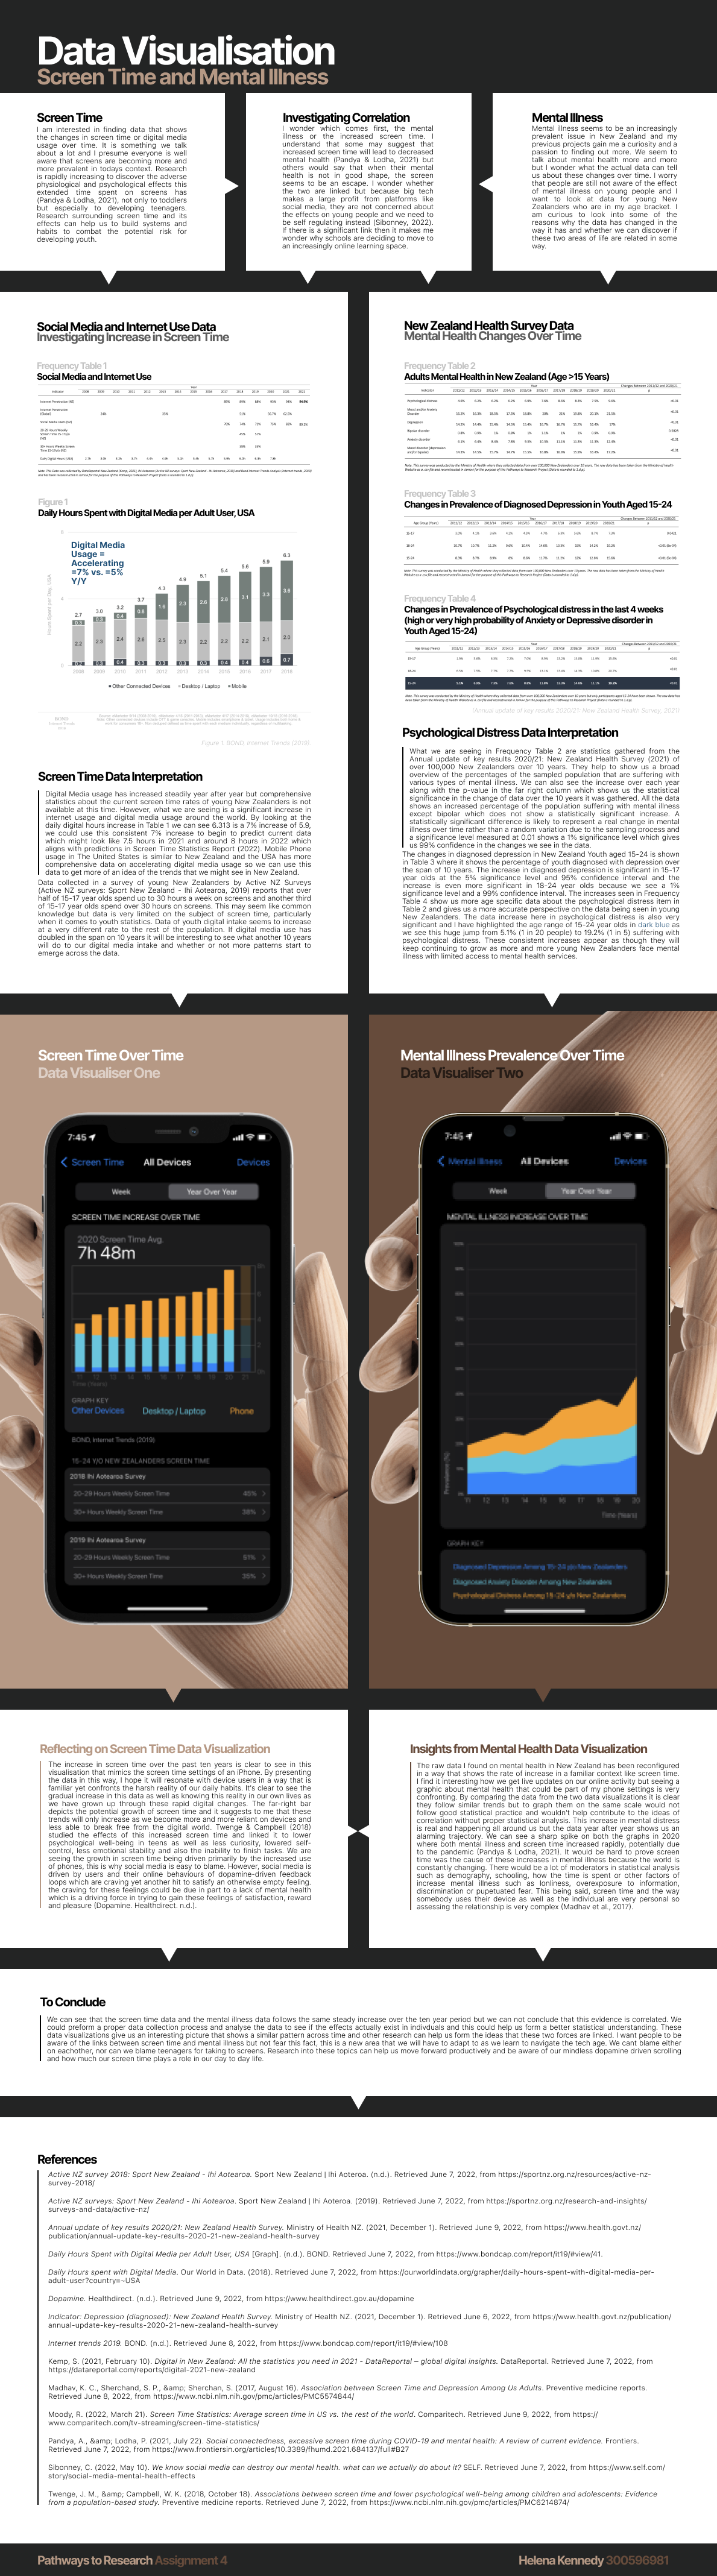 Data Visualisation
Screen Time and Mental Illness
Screen Time
I am interested in finding data that shows
the changes in screen time or digital media
usage over time. It is something we talk
about a lot and I presume everyone is well
aware that screens are becoming more and
more prevalent in todays context. Research
is rapidly increasing to discover the adverse
physiological and psychological effects this
extended time spent on screens has
(Pandya & Lodha, 2021), not only to toddlers
but especially to developing teenagers.
Research surrounding screen time and its
effects can help us to build systems and
habits to combat the potential risk for
developing youth.
Investigating Correlation
I wonder which comes first, the mental
illness or the increased screen time. I
understand that some may suggest that
increased screen time will lead to decreased
mental health (Pandya & Lodha, 2021) but
others would say that when their mental
health is not in good shape, the screen
seems to be an escape. I wonder whether
the two are linked but because big tech
makes a large profit from platforms like
social media, they are not concerned about
the effects on young people and we need to
be self regulating instead (Sibonney, 2022).
If there is a significant link then it makes me
wonder why schools are deciding to move to
an increasingly online learning space.
Mental Illness
Mental illness seems to be an increasingly
prevalent issue in New Zealand and my
previous projects gain me a curiosity and a
passion to finding out more. We seem to
talk about mental health more and more
but I wonder what the actual data can tell
us about these changes over time. I worry
that people are still not aware of the effect
of mental illness on young people and I
want to look at data for young New
Zealanders who are in my age bracket. I
am curious to look into some of the
reasons why the data has changed in the
way it has and whether we can discover if
these two areas of life are related in some
way.
Social Media and Internet Use Data
Investigating Increase in Screen Time
Frequency Table 1
Social Media and Internet Use
Figure 1
Daily Hours Spent with Digital Media per Adult User, USA
Digital Media
Usage =
Accelerating
+7% vs. +5%
Y/Y
Hours Spent per Day, USA
2.7 3.0 3.2 3.7 4.3 4.9 5.1 5.4 5.6 5.9 6.3
2008 2009 2010 2011 2012 2013 2014 2015 2016 2017 2018
Other Connected Devices Desktop / Laptop Mobile
Figure 1. BOND, Internet Trends (2019).
Screen Time Data Interpretation
Digital Media usage has increased steadily year after year but comprehensive
statistics about the current screen time rates of young New Zealanders is not
available at this time. However, what we are seeing is a significant increase in
internet usage and digital media usage around the world. By looking at the
daily digital hours increase in Table 1 we can see 6.313 is a 7% increase of 5.9,
we could use this consistent 7% increase to begin to predict current data
which might look like 7.5 hours in 2021 and around 8 hours in 2022 which
aligns with predictions in Screen Time Statistics Report (2022). Mobile Phone
usage in The United States is similar to New Zealand and the USA has more
comprehensive data on accelerating digital media usage so we can use this
data to get more of an idea of the trends that we might see in New Zealand.
Data collected in a survey of New Zealanders by Active NZ Surveys
(Active NZ surveys: Sport New Zealand - Ihi Aotearoa, 2019) reports that over
half of 15-17 year olds spend up to 30 hours a week on screens and another third
of 15-17 year olds spend over 30 hours on screens. This may seem like common
knowledge but data is very limited on the subject of screen time, particularly
when it comes to youth statistics. Data of digital intake seems to increase
at a very different rate to the rest of the population. If digital media use has
doubled in the span on 10 years it will be interesting to see what another 10 years
will do to our digital media intake and whether or not more patterns start to
emerge across the data.
New Zealand Health Survey Data
Mental Health Changes Over Time
Frequency Table 2
Adults Mental Health in New Zealand (Age >15 Years)
Frequency Table 3
Changes in Prevalence of Diagnosed Depression in Youth Aged 15-24
Frequency Table 4
Changes in Prevalence of Psychological distress in the last 4 weeks
(high or very high probability of Anxiety or Depressive disorder in
Youth Aged 15-24)
(Annual update of key results 2020/21: New Zealand Health Survey, 2021)
Psychological Distress Data Interpretation
What we are seeing in Frequency Table 2 are statistics gathered from the
Annual update of key results 2020/21: New Zealand Health Survey (2021) of
over 100,000 New Zealanders over 10 years. They help to show us a broad
overview of the percentages of the sampled population that are suffering with
various types of mental illness. We can also see the increase over each year
along with the p-value in the far right column which shows us the statistical
significance in the change of data over the 10 years it was gathered. All the data
shows an increased percentage of the population suffering with mental illness
except bipolar which does not show a statistically significant increase. A
statistically significant difference is likely to represent a real change in mental
illness over time rather than a random variation due to the sampling process and
a significance level measured at 0.01 shows a 1% significance level which gives
us 99% confidence in the changes we see in the data.
The changes in diagnosed depression in New Zealand Youth aged 15-24 is shown
in Table 3 where it shows the percentage of youth diagnosed with depression over
the span of 10 years. The increase in diagnosed depression is significant in 15-17
year olds at the 5% significance level and 95% confidence interval and the
increase is even more significant in 18-24 year olds because we see a 1%
significance level and a 99% confidence level. The increases seen in Frequency
Table 4 show us more specific data about the psychological distress item in
Table 2 and gives us a more accurate perspective on the data being seen in young
New Zealanders. The data increase here in psychological distress is also very
significant and I have highlighted the age range of 15-24 year olds in dark blue as
we see this huge jump from 5.1% (1 in 20 people) to 19.2% (1 in 5) suffering with
psychological distress. These consistent increases appear as though they will
keep continuing to grow as more and more young New Zealanders face mental
illness with limited access to mental health services.
Screen Time Over Time
Data Visualiser One
7:45
Screen Time All Devices Devices
Week Year Over Year
SCREEN TIME INCREASE OVER TIME
2020 Screen Time Avg.
7h 48m
11 12 13 14 15 16 17 18 19 20 21
Time (Years)
GRAPH KEY
Other Devices Desktop / Laptop Phone
BOND, Internet Trends (2019)
15-24 Y/O NEW ZEALANDERS SCREEN TIME
2018 Ihi Aotearoa Survey
20-29 Hours Weekly Screen Time 45%
30+ Hours Weekly Screen Time 38%
2019 Ihi Aotearoa Survey
20-29 Hours Weekly Screen Time 51%
30+ Hours Weekly Screen Time 35%
Mental Illness Prevalence Over Time
Data Visualiser Two
7:45
Mental Illness All Devices Devices
Week Year Over Year
MENTAL ILLNESS INCREASE OVER TIME
Prevalence (%)
11 12 13 14 15 16 17 18 19 20
Time (Years)
GRAPH KEY
Diagnosed Depression Among 15-24 y/o New Zealanders
Diagnosed Anxiety Disorder Among New Zealanders
Psychological Distress Among 15-24 y/o New Zealanders
Reflecting on Screen Time Data Visualization
The increase in screen time over the past ten years is clear to see in this
visualisation that mimics the screen time settings of an iPhone. By presenting
the data in this way, I hope it will resonate with device users in a way that is
familiar yet confronts the harsh reality of our daily habits. It's clear to see the
gradual increase in this data as well as knowing this reality in our own lives as
we have grown up through these rapid digital changes. The far-right bar
depicts the potential growth of screen time and it suggests to me that these
trends will only increase as we become more and more reliant on devices and
less able to break free from the digital world. Twenge & Campbell (2018)
studied the effects of this increased screen time and linked it to lower
psychological well-being in teens as well as less curiosity, lowered self-
control, less emotional stability and also the inability to finish tasks. We are
seeing the growth in screen time being driven primarily by the increased use
of phones, this is why social media is easy to blame. However, social media is
driven by users and their online behaviours of dopamine-driven feedback
loops which are craving yet another hit to satisfy an otherwise empty feeling.
the craving for these feelings could be due in part to a lack of mental health
which is a driving force in trying to gain these feelings of satisfaction, reward
and pleasure (Dopamine. Healthdirect. n.d.).
Insights from Mental Health Data Visualization
The raw data I found on mental health in New Zealand has been reconfigured
in a way that shows the rate of increase in a familiar context like screen time.
I find it interesting how we get live updates on our online activity but seeing a
graphic about mental health that could be part of my phone settings is very
confronting. By comparing the data from the two data visualizations it is clear
they follow similar trends but to graph them on the same scale would not
follow good statistical practice and wouldn't help contribute to the ideas of
correlation without proper statistical analysis. This increase in mental distress
is real and happening all around us but the data year after year shows us an
alarming trajectory. We can see a sharp spike on both the graphs in 2020
where both mental illness and screen time increased rapidly, potentially due
to the pandemic (Pandya & Lodha, 2021). It would be hard to prove screen
time was the cause of these increases in mental illness because the world is
constantly changing. There would be a lot of moderators in statistical analysis
such as demography, schooling, how the time is spent or other factors of
increase mental illness such as lonliness, overexposure to information,
discrimination or puppetuated fear. This being said, screen time and the way
somebody uses their device as well as the individual are very personal so
assessing the relationship is very complex (Madhav et al., 2017).
To Conclude
We can see that the screen time data and the mental illness data follows the same steady increase over the ten year period but we can not conclude that this evidence is correlated. We
could preform a proper data collection process and analyse the data to see if the effects actually exist in individuals and this could help us form a better statistical understanding. These
data visualizations give us an interesting picture that shows a similar pattern across time and other research can help us form the ideas that these two forces are linked. I want people to be
aware of the links between screen time and mental illness but not fear this fact, this is a new area that we will have to adapt to as we learn to navigate the tech age. We cant blame either
on eachother, nor can we blame teenagers for taking to screens. Research into these topics can help us move forward productively and be aware of our mindless dopamine driven scrolling
and how much our screen time plays a role in our day to day life.
References
Active NZ survey 2018: Sport New Zealand - Ihi Aotearoa. Sport New Zealand | Ihi Aoteroa. (n.d.). Retrieved June 7, 2022, from https://sportnz.org.nz/resources/active-nz-
survey-2018/
Active NZ surveys: Sport New Zealand - Ihi Aotearoa. Sport New Zealand | Ihi Aoteroa. (2019). Retrieved June 7, 2022, from https://sportnz.org.nz/research-and-insights/
surveys-and-data/active-nz/
Annual update of key results 2020/21: New Zealand Health Survey. Ministry of Health NZ. (2021, December 1). Retrieved June 9, 2022, from https://www.health.govt.nz/
publication/annual-update-key-results-2020-21-new-zealand-health-survey
Daily Hours Spent with Digital Media per Adult User, USA [Graph]. (n.d.). BOND. Retrieved June 7, 2022, from https://www.bondcap.com/report/it19/#view/41.
Daily Hours spent with Digital Media. Our World in Data. (2018). Retrieved June 7, 2022, from https://ourworldindata.org/grapher/daily-hours-spent-with-digital-media-per-
adult-user?country=~USA
Dopamine. Healthdirect. (n.d.). Retrieved June 9, 2022, from https://www.healthdirect.gov.au/dopamine
Indicator: Depression (diagnosed): New Zealand Health Survey. Ministry of Health NZ. (2021, December 1). Retrieved June 6, 2022, from https://www.health.govt.nz/publication/
annual-update-key-results-2020-21-new-zealand-health-survey
Internet trends 2019. BOND. (n.d.). Retrieved June 8, 2022, from https://www.bondcap.com/report/it19/#view/108
Kemp, S. (2021, February 10). Digital in New Zealand: All the statistics you need in 2021 - DataReportal – global digital insights. DataReportal. Retrieved June 7, 2022, from
https://datareportal.com/reports/digital-2021-new-zealand
Madhav, K. C., Sherchand, S. P., &amp; Sherchan, S. (2017, August 16). Association between Screen Time and Depression Among Us Adults. Preventive medicine reports.
Retrieved June 8, 2022, from https://www.ncbi.nlm.nih.gov/pmc/articles/PMC5574844/
Moody, R. (2022, March 21). Screen Time Statistics: Average screen time in US vs. the rest of the world. Comparitech. Retrieved June 9, 2022, from https://
www.comparitech.com/tv-streaming/screen-time-statistics/
Pandya, A., &amp; Lodha, P. (2021, July 22). Social connectedness, excessive screen time during COVID-19 and mental health: A review of current evidence. Frontiers.
Retrieved June 7, 2022, from https://www.frontiersin.org/articles/10.3389/fhumd.2021.684137/full#B27
Sibonney, C. (2022, May 10). We know social media can destroy our mental health. what can we actually do about it? SELF. Retrieved June 7, 2022, from https://www.self.com/
story/social-media-mental-health-effects
Twenge, J. M., &amp; Campbell, W. K. (2018, October 18). Associations between screen time and lower psychological well-being among children and adolescents: Evidence
from a population-based study. Preventive medicine reports. Retrieved June 7, 2022, from https://www.ncbi.nlm.nih.gov/pmc/articles/PMC6214874/
Pathways to Research Assignment 4
Helena Kennedy 300596981